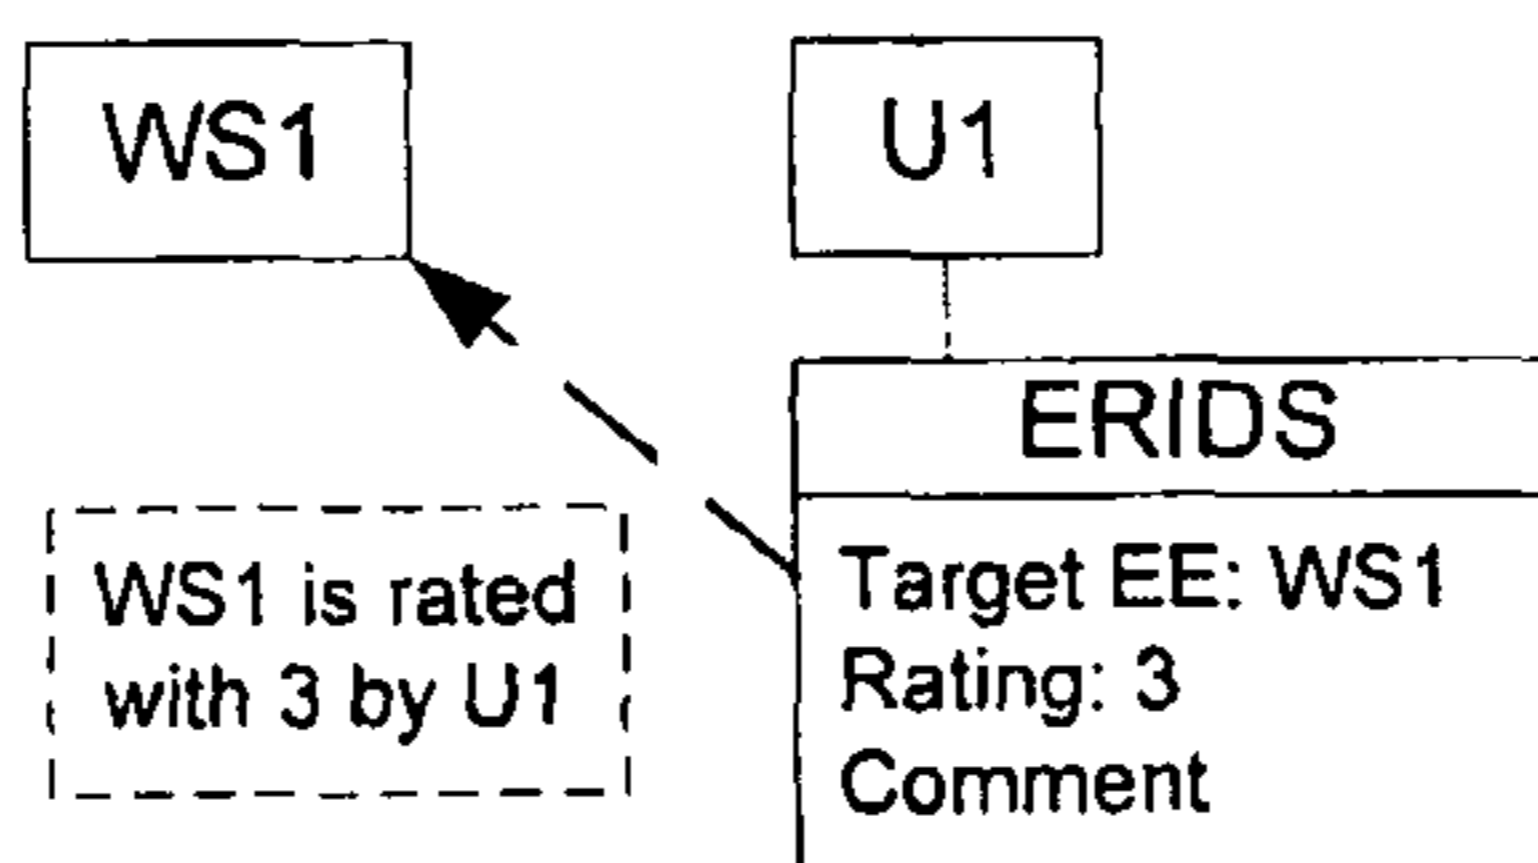 WS1
U1
ERIDS
WS1 is rated
with 3 by U1
Target EE: WS1
Rating: 3
Comment